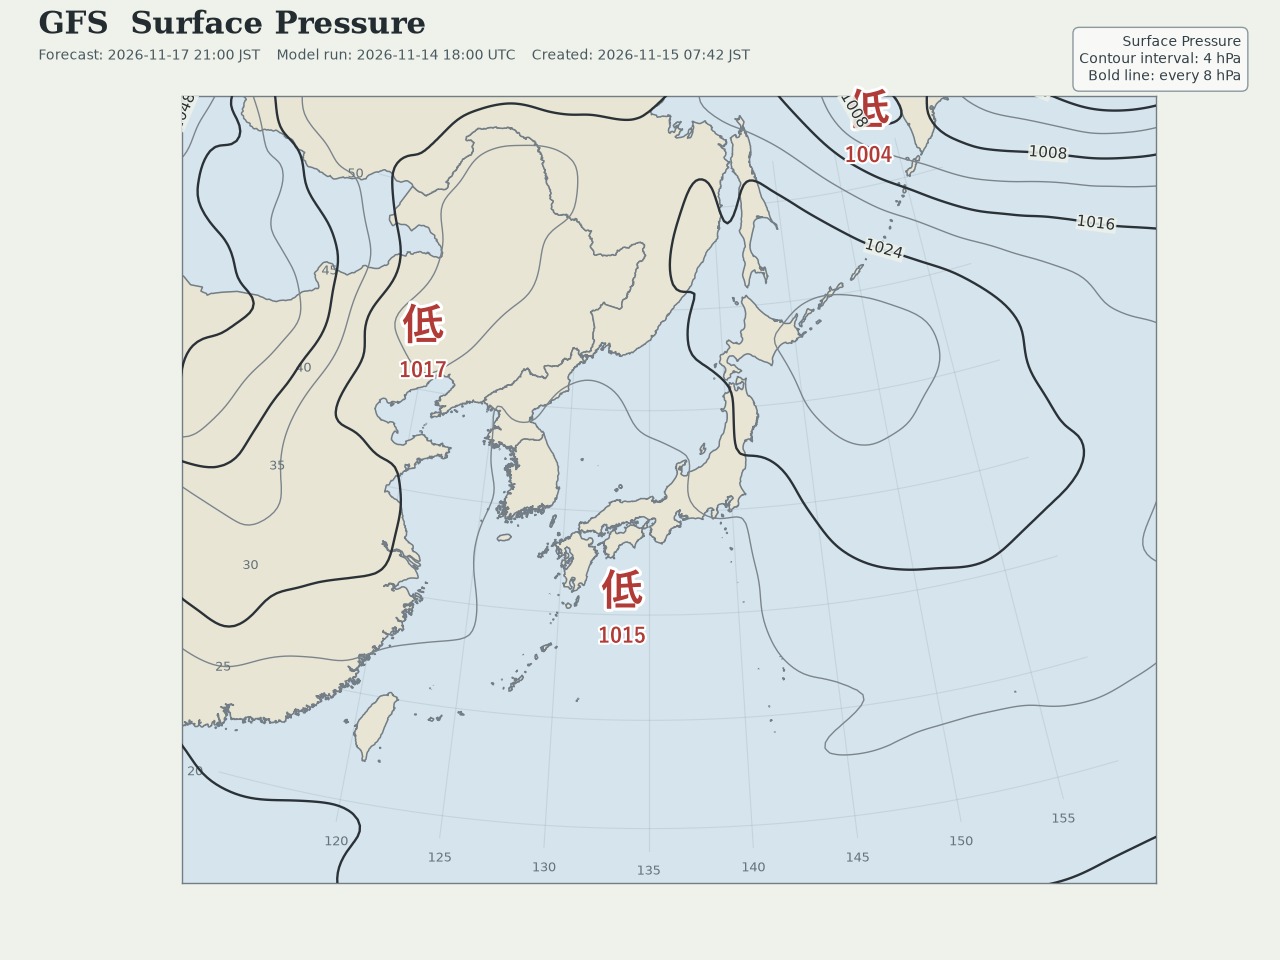 GFS  Surface Pressure
Forecast: 2026-11-17 21:00 JST    Model run: 2026-11-14 18:00 UTC    Created: 2026-11-15 07:42 JST
Surface Pressure
Contour interval: 4 hPa
Bold line: every 8 hPa
1008
低
1004
1008
1016
1024
50
45
40
35
30
25
20
低
1017
低
1015
120
125
130
135
140
145
150
155